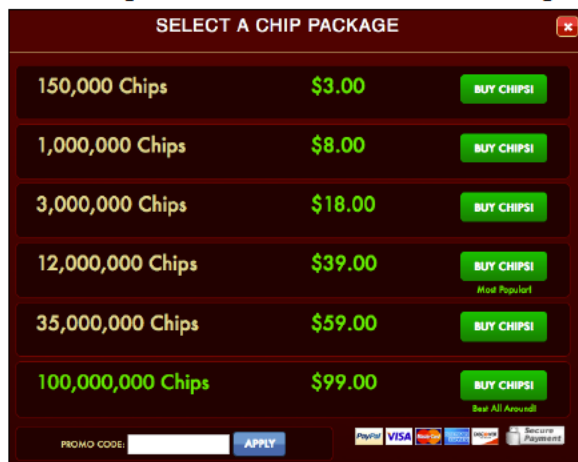 SELECT A CHIP PACKAGE
150,000 Chips $3.00 BUY CHIPS!
1,000,000 Chips $8.00 BUY CHIPS!
3,000,000 Chips $18.00 BUY CHIPS!
12,000,000 Chips $39.00 BUY CHIPS!
Most Popular!
35,000,000 Chips $59.00 BUY CHIPS!
100,000,000 Chips $99.00 BUY CHIPS!
Best All Around!
PROMO CODE: APPLY PayPal VISA Secure Payment